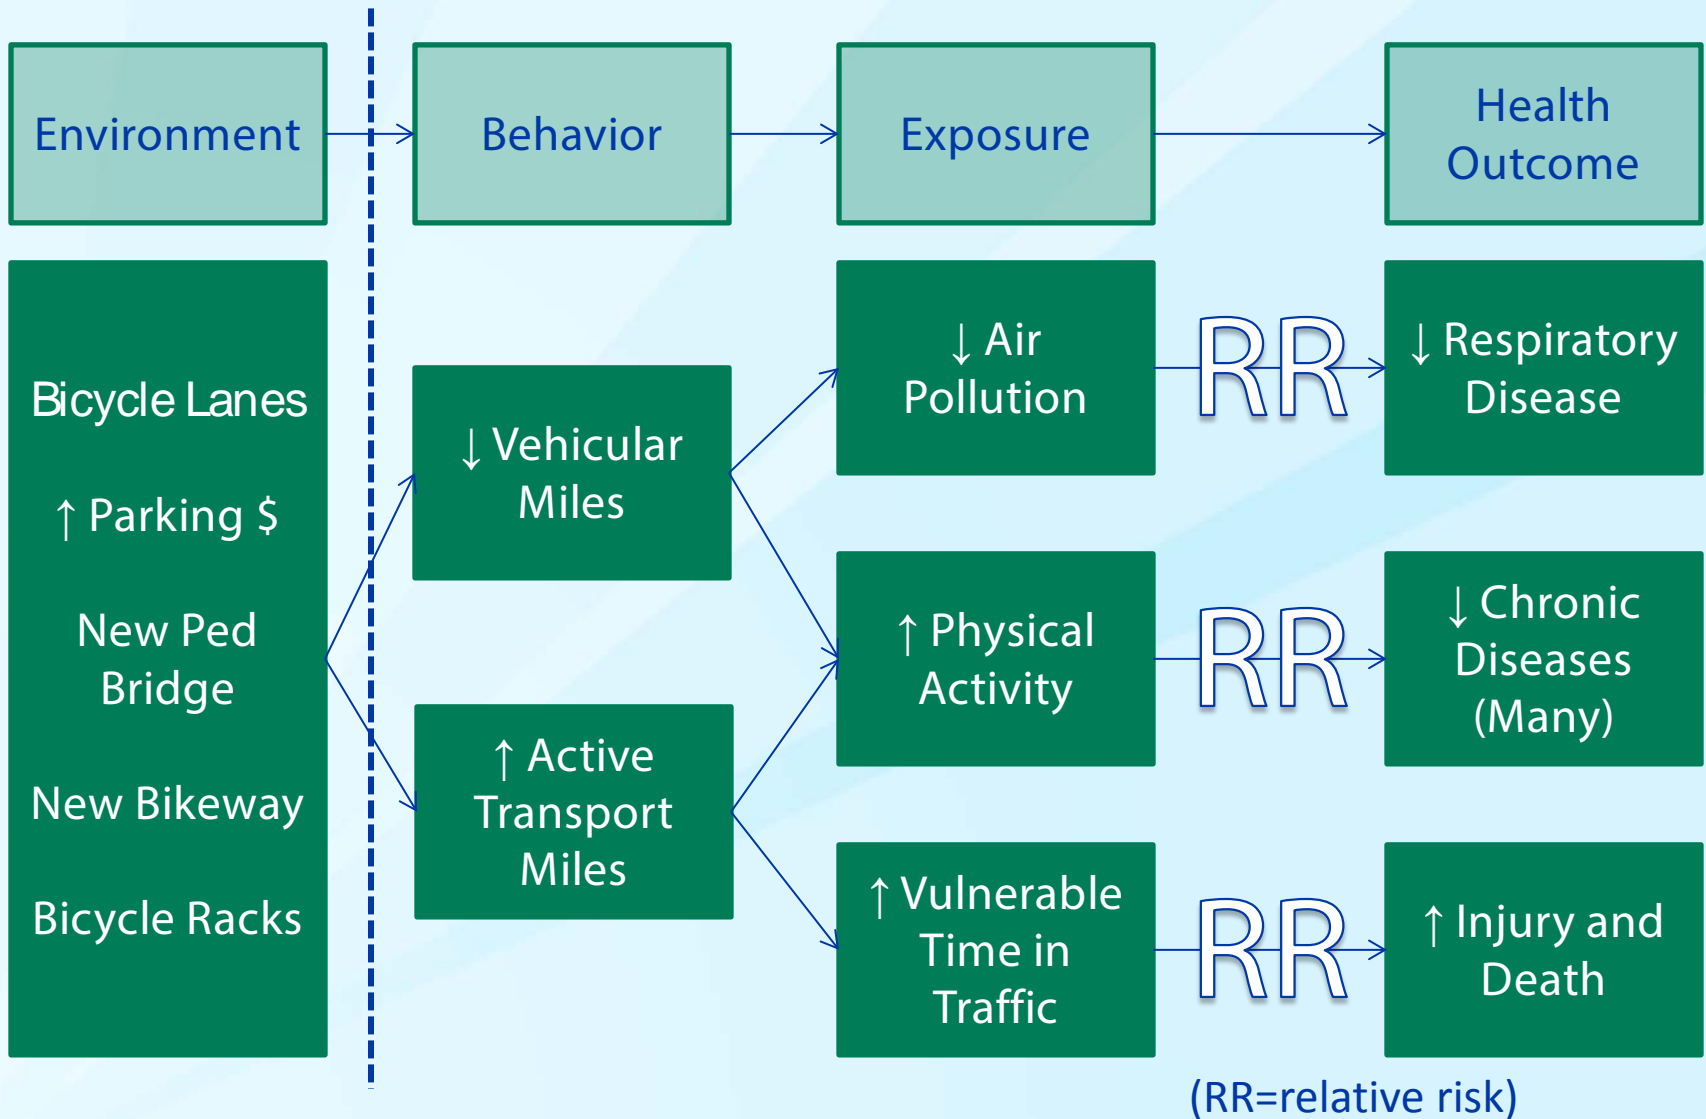 Environment
Behavior
Exposure
Health
Outcome
Bicycle Lanes
↑ Parking $
New Ped
Bridge
New Bikeway
Bicycle Racks
↓ Vehicular
Miles
↑ Active
Transport
Miles
↓ Air
Pollution
↑ Physical
Activity
↑ Vulnerable
Time in
Traffic
RR
RR
RR
↓ Respiratory
Disease
↓ Chronic
Diseases
(Many)
↑ Injury and
Death
(RR=relative risk)